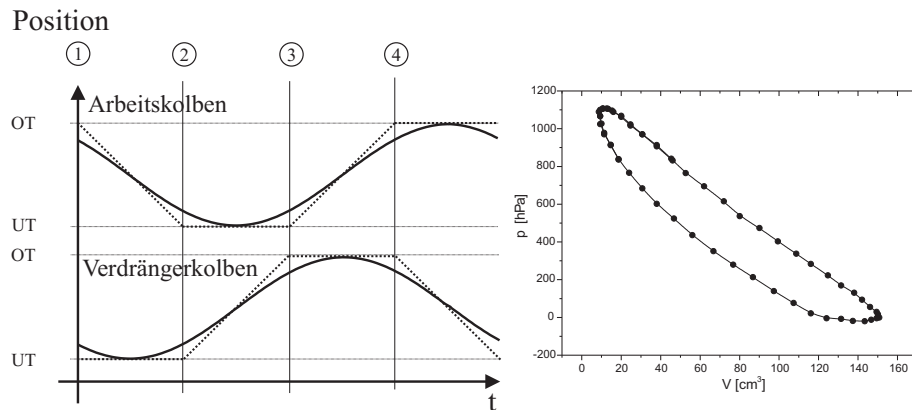 Position
1 2 3 4
Arbeitskolben
OT
UT
OT
Verdrängerkolben
UT
t
1200
1000
800
600
400
200
0
-200
p [hPa]
0 20 40 60 80 100 120 140 160
V [cm³]